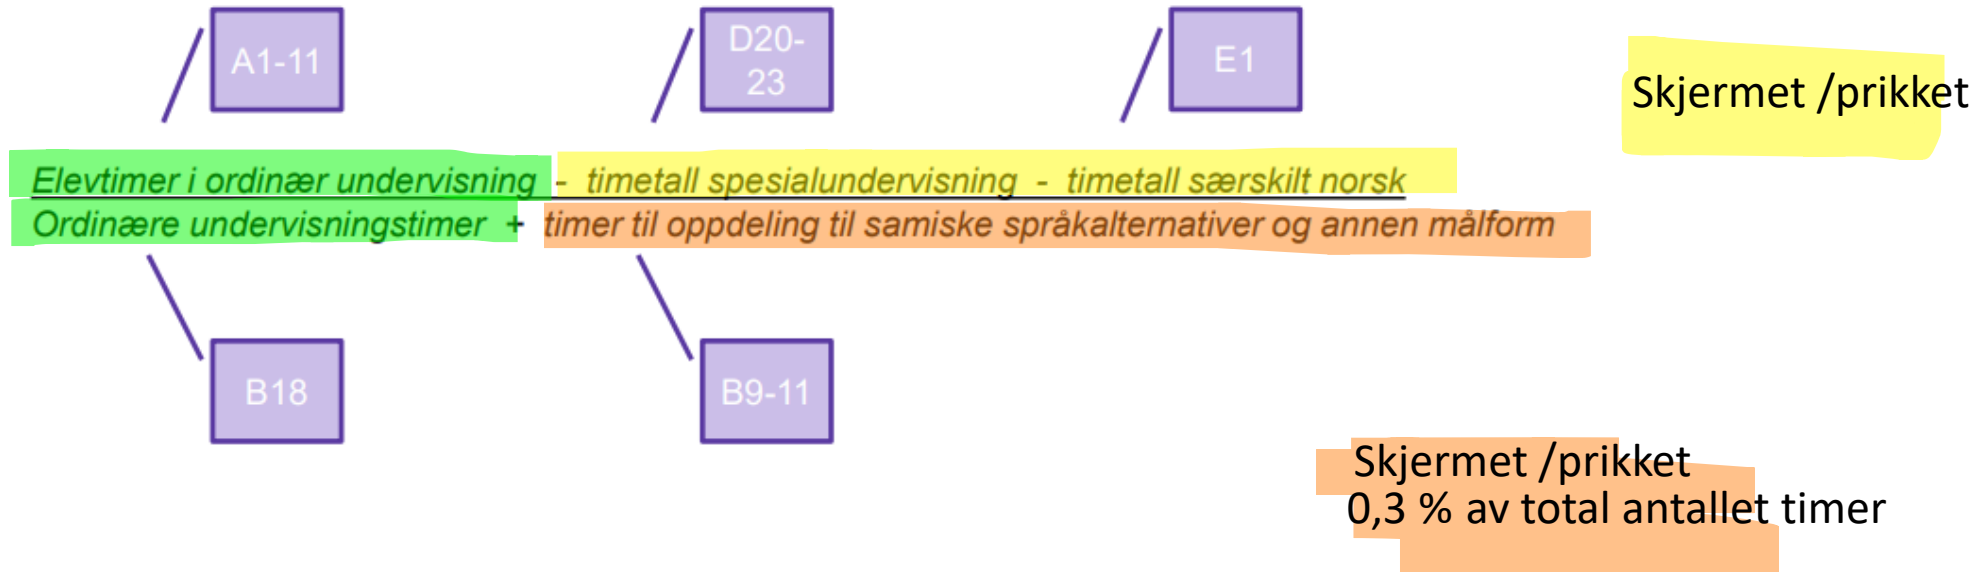 A1-11
D20-
23
E1
Skjermet /prikket
Elevtimer i ordinær undervisning - timetall spesialundervisning - timetall særskilt norsk
Ordinære undervisningstimer + timer til oppdeling til samiske språkalternativer og annen målform
B18
B9-11
Skjermet /prikket
0,3 % av total antallet timer